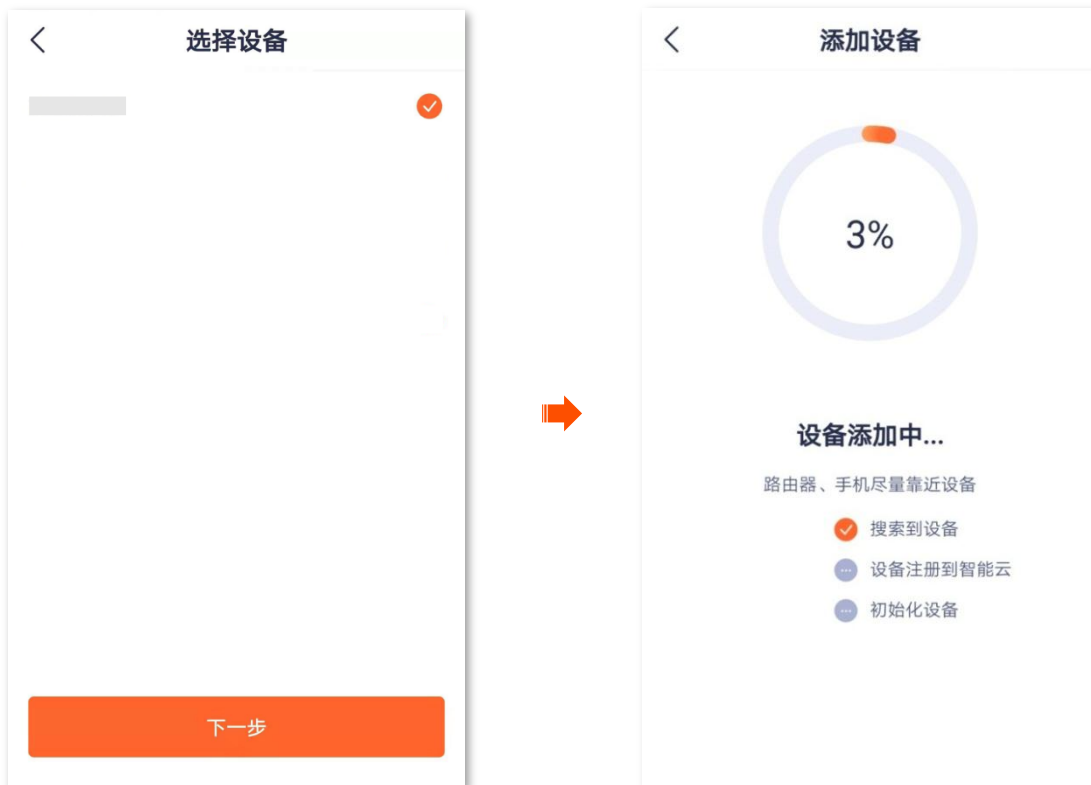 选择设备
下一步
添加设备
3%
设备添加中...
路由器、手机尽量靠近设备
搜索到设备
设备注册到智能云
初始化设备